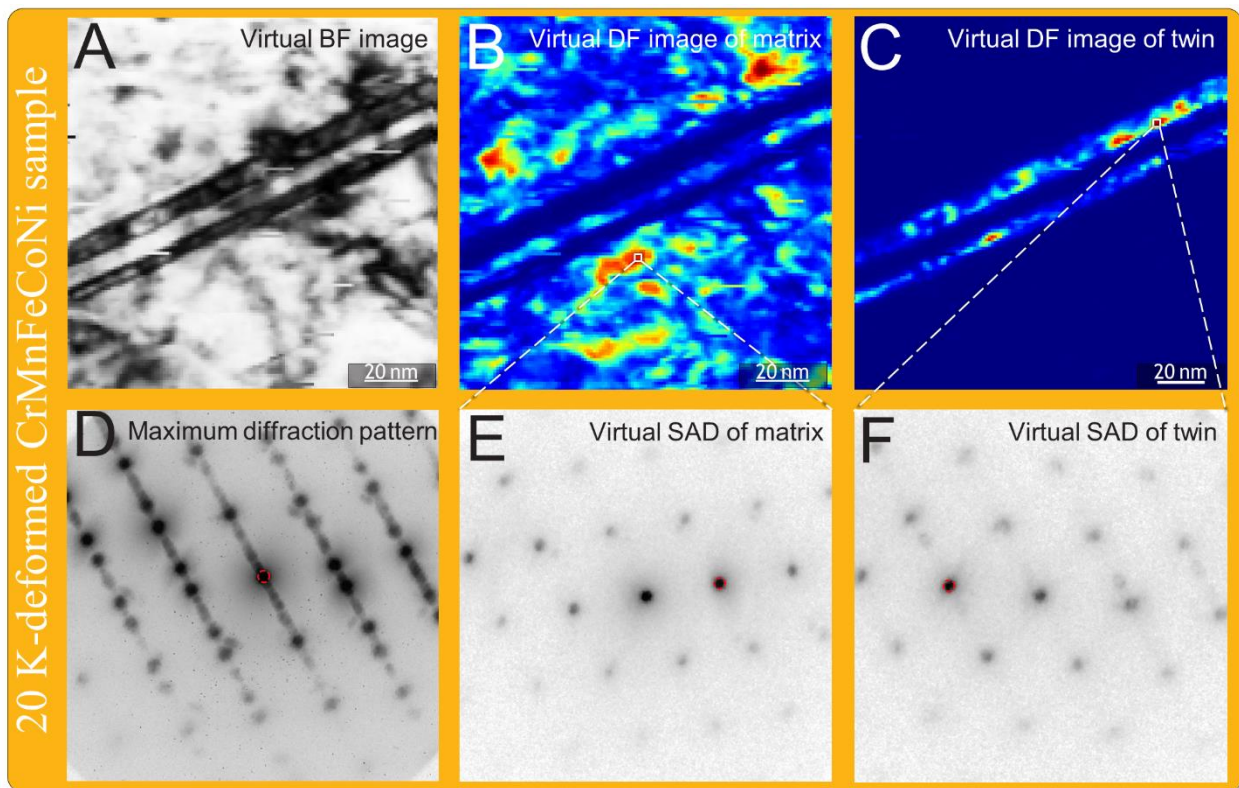 20 K-deformed CrMnFeCoNi sample
A
Virtual BF image
20 nm
B
Virtual DF image of matrix
20 nm
C
Virtual DF image of twin
20 nm
D
Maximum diffraction pattern
E
Virtual SAD of matrix
F
Virtual SAD of twin